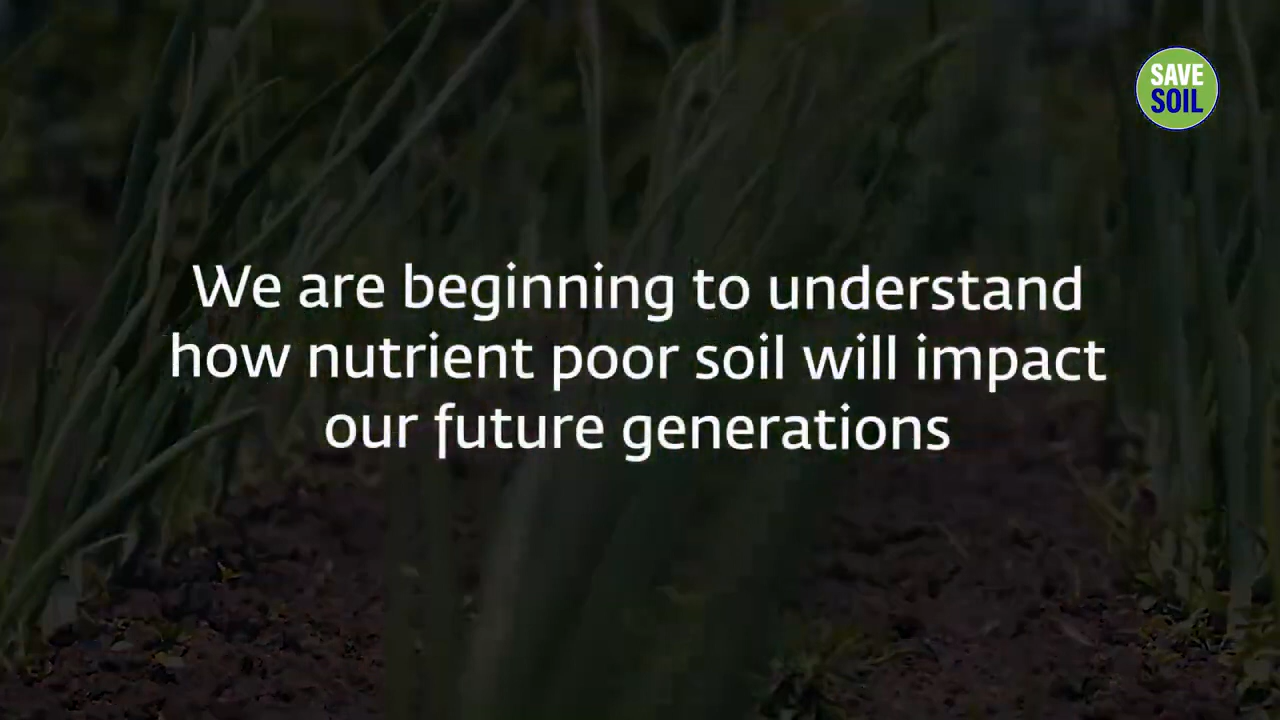 SAVE
SOIL
We are beginning to understand
how nutrient poor soil will impact
our future generations